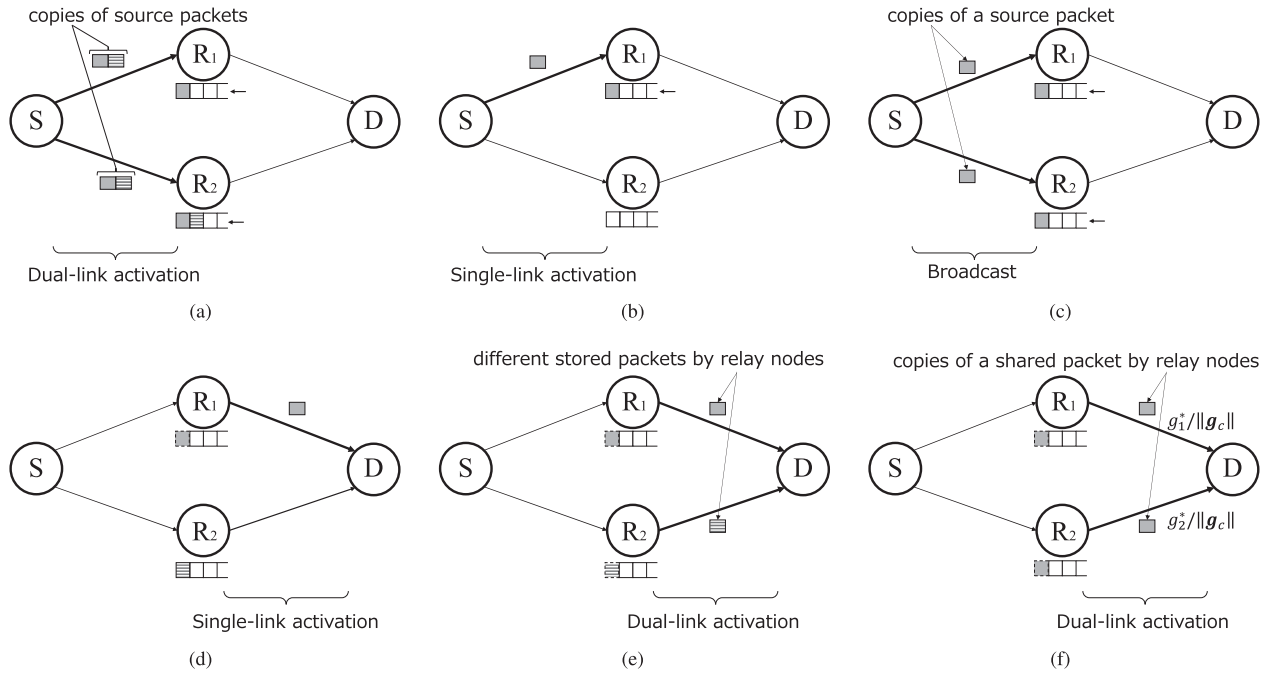 copies of source packets
S
R1
R2
D
Dual-link activation
(a)
S
R1
R2
D
Single-link activation
(b)
copies of a source packet
S
R1
R2
D
Broadcast
(c)
S
R1
R2
D
Single-link activation
(d)
different stored packets by relay nodes
S
R1
R2
D
Dual-link activation
(e)
copies of a shared packet by relay nodes
S
R1
g₁*/‖g_c‖
R2
g₂*/‖g_c‖
D
Dual-link activation
(f)